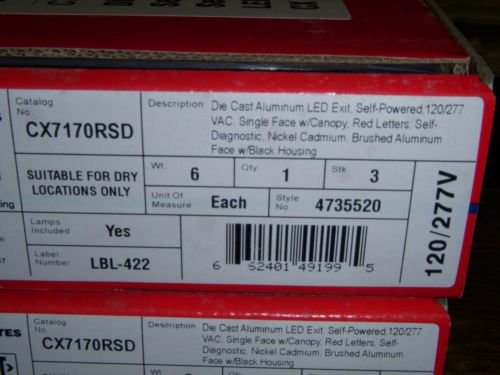 Catalog No.
CX7170RSD
Description Die Cast Aluminum LED Exit, Self-Powered,120/277
VAC, Single Face w/Canopy, Red Letters, Self-
Diagnostic, Nickel Cadmium, Brushed Aluminum
Face w/Black Housing
SUITABLE FOR DRY
LOCATIONS ONLY
Wt. 6 Qty 1 Stk. 3
Unit Of Measure Each Style No. 4735520
Lamps Included Yes
Label Number LBL-422
6 62401 49199 5
120/277V
Catalog No.
CX7170RSD
Description Die Cast Aluminum LED Exit, Self-Powered,120/277
VAC, Single Face w/Canopy, Red Letters, Self-
Diagnostic, Nickel Cadmium, Brushed Aluminum
Face w/Black Housing